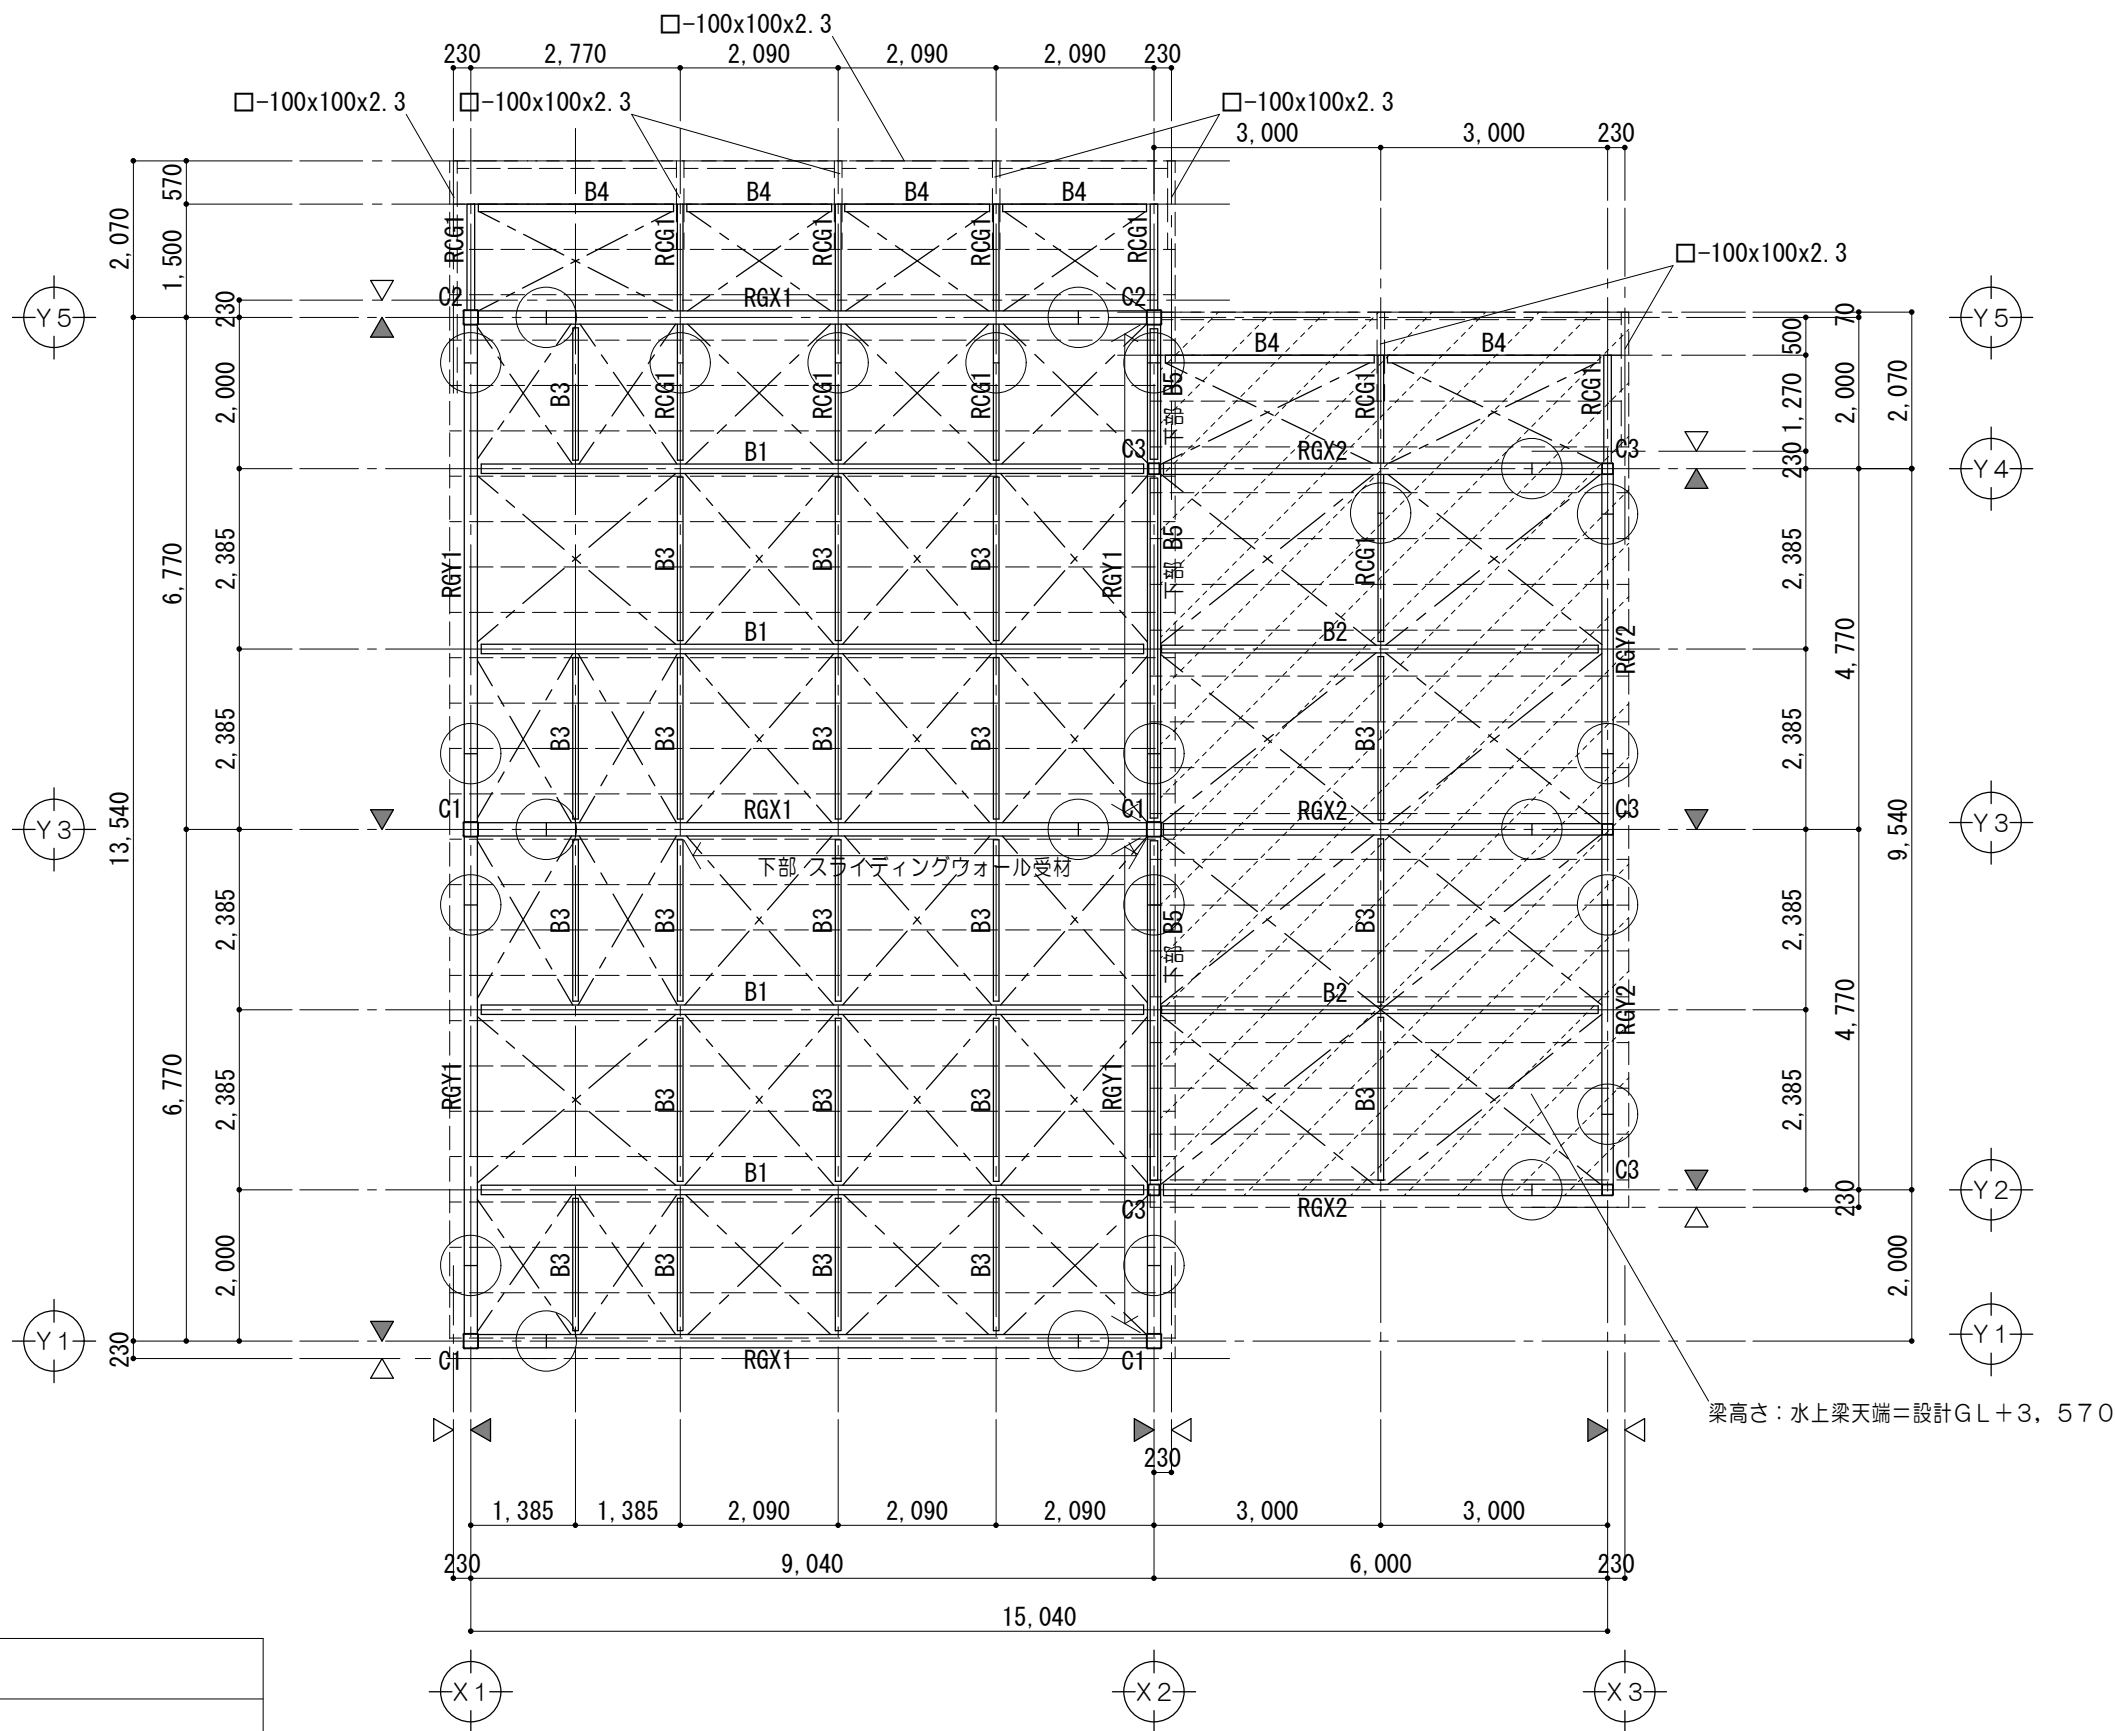 □-100x100x2.3
230 2,770 2,090 2,090 2,090 230
□-100x100x2.3 □-100x100x2.3 □-100x100x2.3
3,000 3,000 230
570
2,070
1,500
230
2,000
2,385
6,770
2,385
13,540
2,385
6,770
2,385
2,000
230
B4 B4 B4 B4
RCG1 RCG1 RCG1 RCG1 RCG1
□-100x100x2.3
C2 RGX1 C2
Y5 Y5
B4 B4
B3 RCG1 RCG1 RCG1 下部 B5 RCG1 RCG1
B1 C3 RGX2 C3
Y4
RGY1 B3 B3 B3 RGY1 下部 B5 RCG1
B1 B2 RGY2
B3 B3 B3 B3 B3
C1 RGX1 C1 RGX2 C3
Y3 Y3
下部 スライディングウォール受材
B3 B3 B3 B3 下部 B5 B3
B1 B2 RGY2
RGY1 B3 B3 B3 RGY1 B3
B1 C3
C3 RGX2
Y2
B3 B3 B3 B3
C1 RGX1 C1
Y1 Y1
70
500
1,270
2,000
2,070
230
2,385
4,770
2,385
9,540
2,385
4,770
2,385
230
2,000
梁高さ：水上梁天端＝設計GL＋3，570
230
1,385 1,385 2,090 2,090 2,090 3,000 3,000
230 9,040 6,000 230
15,040
X1 X2 X3